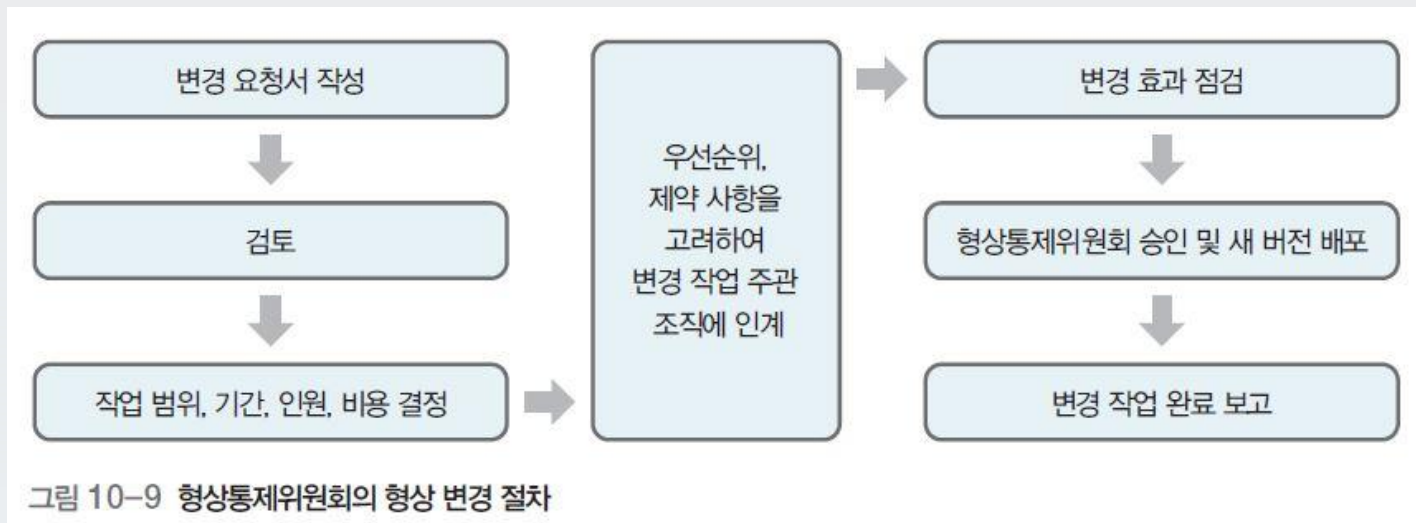 변경 요청서 작성
검토
작업 범위, 기간, 인원, 비용 결정
우선순위,
제약 사항을
고려하여
변경 작업 주관
조직에 인계
변경 효과 점검
형상통제위원회 승인 및 새 버전 배포
변경 작업 완료 보고
그림 10-9 형상통제위원회의 형상 변경 절차